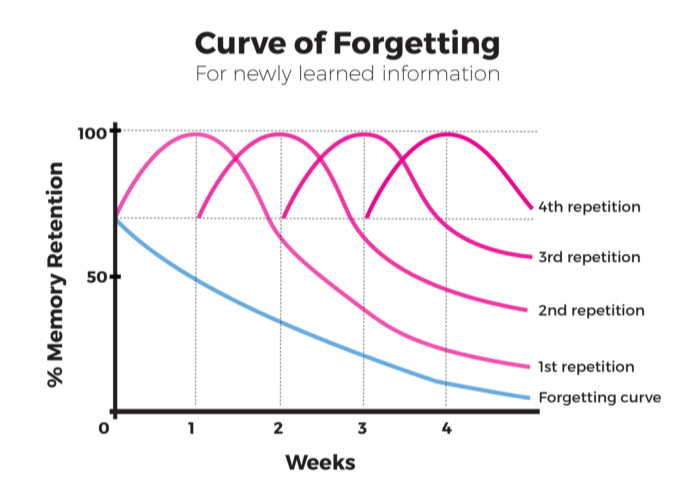 Curve of Forgetting
For newly learned information
100
50
% Memory Retention
4th repetition
3rd repetition
2nd repetition
1st repetition
Forgetting curve
0 1 2 3 4
Weeks